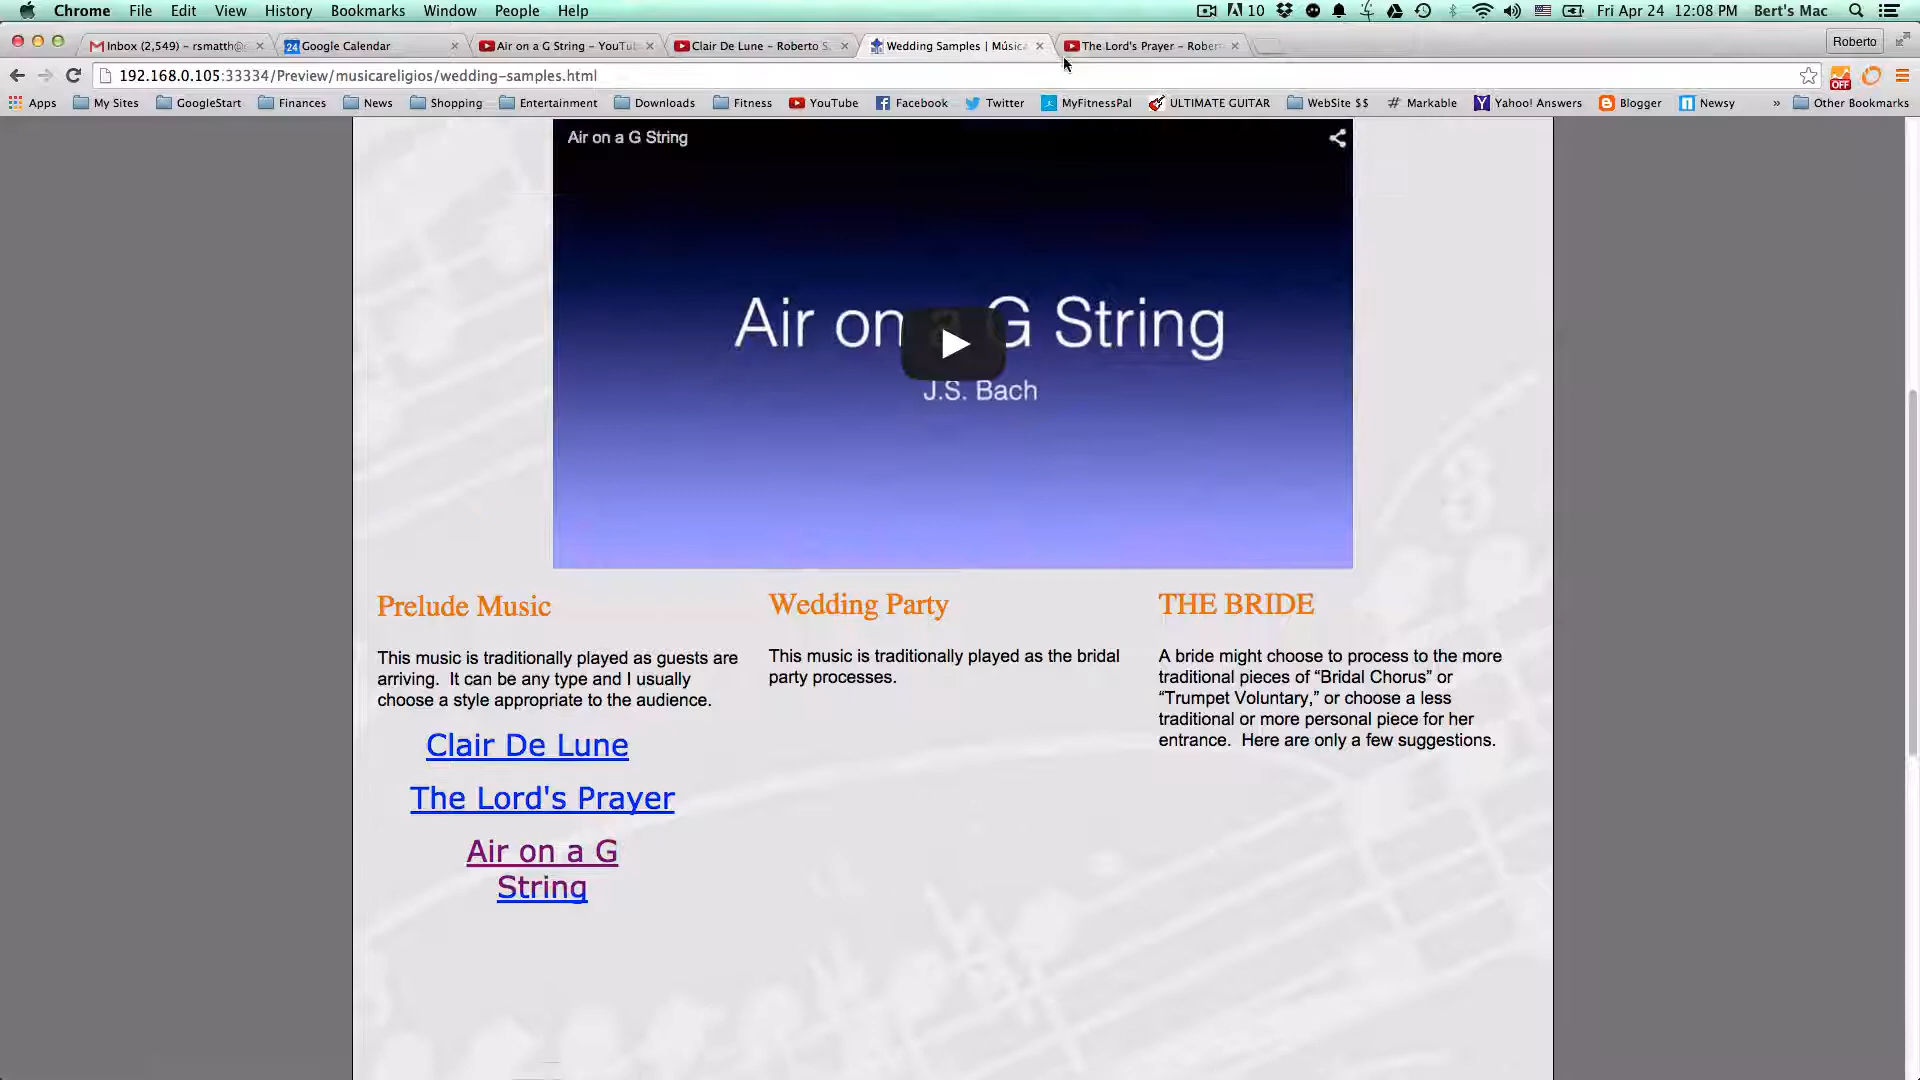 Chrome File Edit View History Bookmarks Window People Help 10 Fri Apr 24 12:08 PM Bert's Mac
Inbox (2,549) – rsmatth@ Google Calendar Air on a G String – YouTu Clair De Lune – Roberto S Wedding Samples | Músic The Lord's Prayer – Rober Roberto
192.168.0.105:33334/Preview/musicareligios/wedding-samples.html OFF
Apps My Sites GoogleStart Finances News Shopping Entertainment Downloads Fitness YouTube Facebook Twitter MyFitnessPal ULTIMATE GUITAR WebSite $$ # Markable Yahoo! Answers Blogger Newsy » Other Bookmarks
Air on a G String
Air on a G String
J.S. Bach
Prelude Music
This music is traditionally played as guests are
arriving. It can be any type and I usually
choose a style appropriate to the audience.
Clair De Lune
The Lord's Prayer
Air on a G
String
Wedding Party
This music is traditionally played as the bridal
party processes.
THE BRIDE
A bride might choose to process to the more
traditional pieces of “Bridal Chorus” or
“Trumpet Voluntary,” or choose a less
traditional or more personal piece for her
entrance. Here are only a few suggestions.